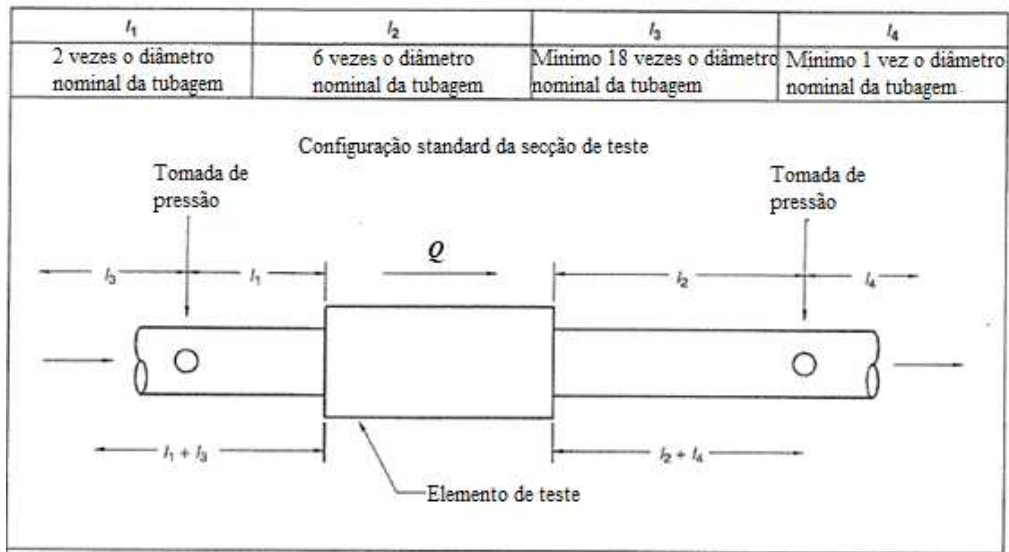 l1
l2
l3
l4
2 vezes o diâmetro
nominal da tubagem
6 vezes o diâmetro
nominal da tubagem
Mínimo 18 vezes o diâmetro
nominal da tubagem
Mínimo 1 vez o diâmetro
nominal da tubagem
Configuração standard da secção de teste
Tomada de
pressão
Tomada de
pressão
Q
l3
l1
l2
l4
l1 + l3
l2 + l4
Elemento de teste